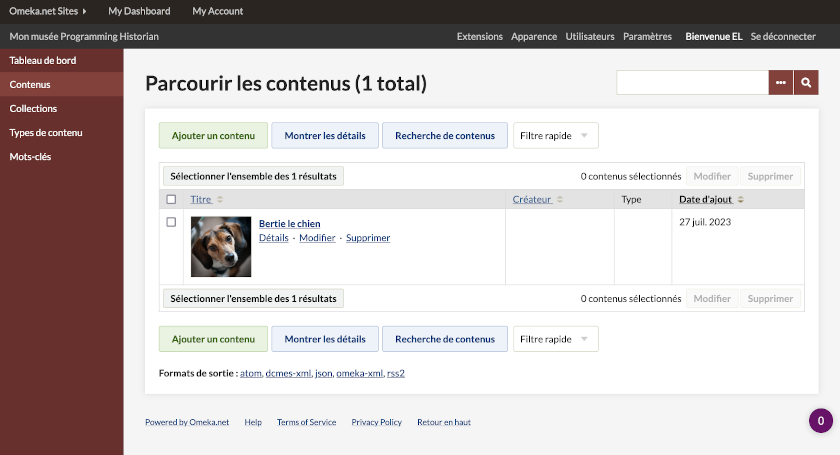 Omeka.net Sites My Dashboard My Account
Mon musée Programming Historian Extensions Apparence Utilisateurs Paramètres Bienvenue EL Se déconnecter
Tableau de bord
Contenus
Collections
Types de contenu
Mots-clés
Parcourir les contenus (1 total)
...
Ajouter un contenu Montrer les détails Recherche de contenus Filtre rapide
Sélectionner l'ensemble des 1 résultats 0 contenus sélectionnés Modifier Supprimer
Titre Créateur Type Date d'ajout
Bertie le chien 27 juil. 2023
Détails · Modifier · Supprimer
Sélectionner l'ensemble des 1 résultats 0 contenus sélectionnés Modifier Supprimer
Ajouter un contenu Montrer les détails Recherche de contenus Filtre rapide
Formats de sortie : atom, dcmes-xml, json, omeka-xml, rss2
Powered by Omeka.net Help Terms of Service Privacy Policy Retour en haut
0